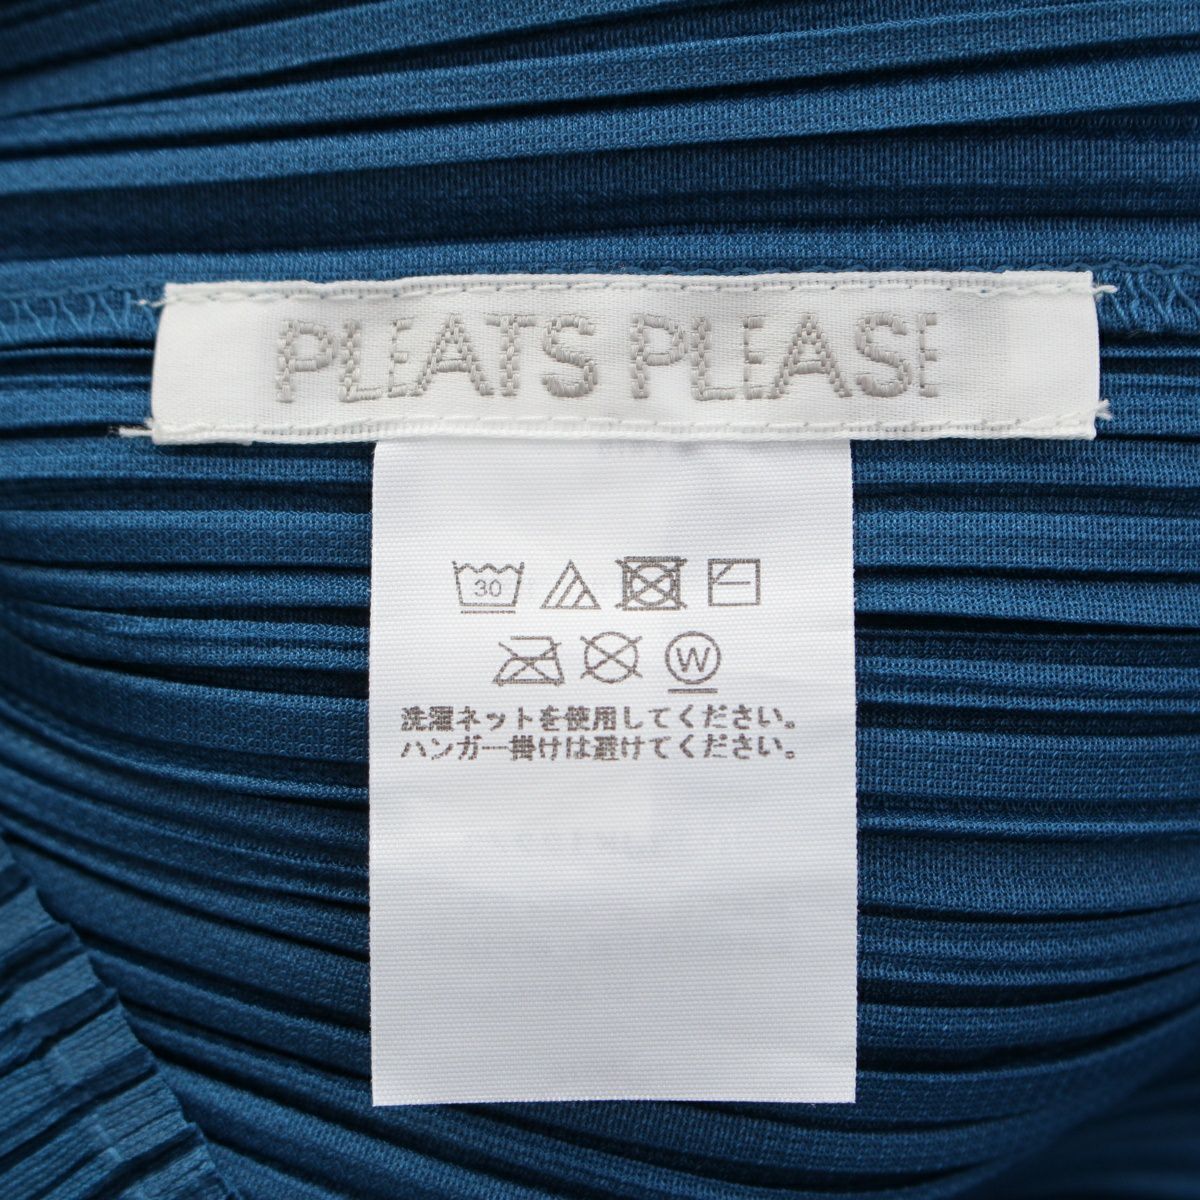 PLEATS PLEASE
30
W
洗濯ネットを使用してください。
ハンガー掛けは避けてください。